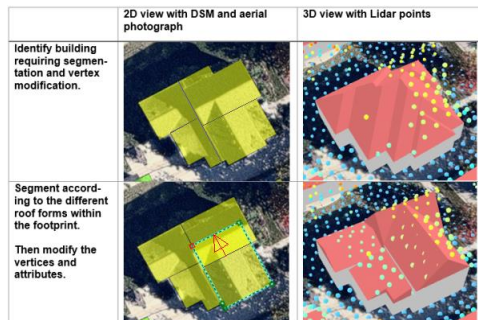 2D view with DSM and aerial
photograph
3D view with Lidar points
Identify building
requiring segmen-
tation and vertex
modification.
Segment accord-
ing to the different
roof forms within
the footprint.
Then modify the
vertices and
attributes.